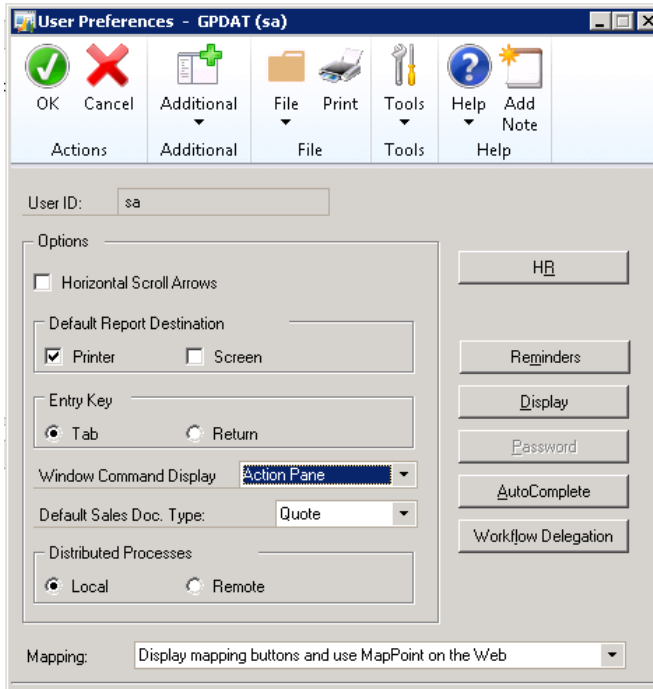 User Preferences - GPDAT (sa)
OK Cancel Additional File Print Tools Help Add Note
Actions Additional File Tools Help
User ID: sa
Options
Horizontal Scroll Arrows
HR
Default Report Destination
Printer Screen
Reminders
Entry Key
Display
Tab Return
Password
Window Command Display Action Pane
AutoComplete
Default Sales Doc. Type: Quote
Workflow Delegation
Distributed Processes
Local Remote
Mapping: Display mapping buttons and use MapPoint on the Web